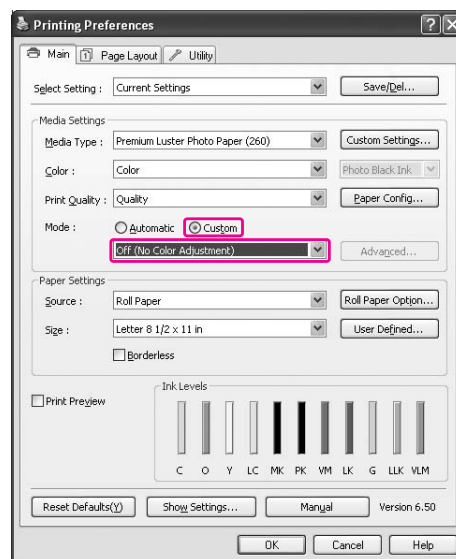 Printing Preferences
Main Page Layout Utility
Select Setting : Current Settings Save/Del...
Media Settings
Media Type : Premium Luster Photo Paper (260) Custom Settings...
Color : Color Photo Black Ink
Print Quality : Quality Paper Config...
Mode : Automatic Custom
Off (No Color Adjustment) Advanced...
Paper Settings
Source : Roll Paper Roll Paper Option...
Size : Letter 8 1/2 x 11 in User Defined...
Borderless
Print Preview
Ink Levels
C O Y LC MK PK VM LK G LLK VLM
Reset Defaults(Y) Show Settings... Manual Version 6.50
OK Cancel Help